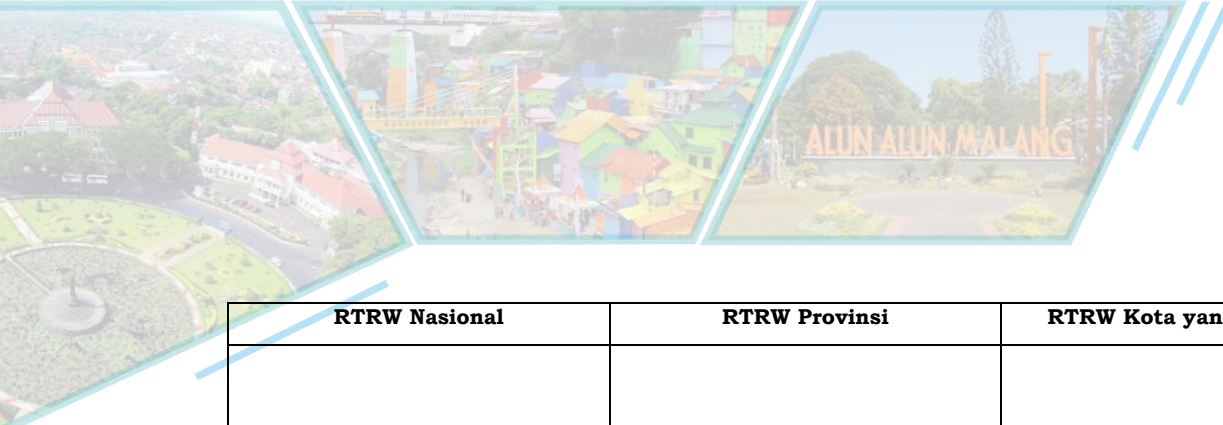 ALUN ALUN MALANG
RTRW Nasional
RTRW Provinsi
RTRW Kota yan